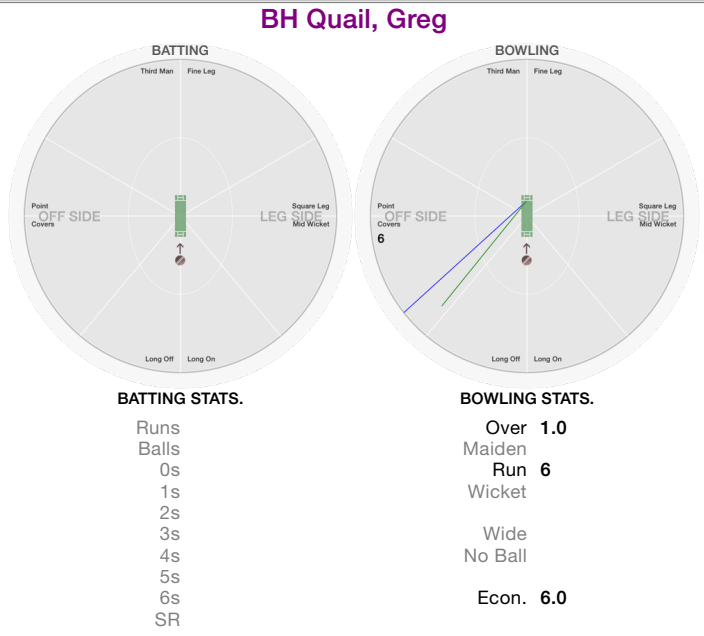 BH Quail, Greg
BATTING
Third Man Fine Leg
Point
OFF SIDE
Covers
Square Leg
LEG SIDE
Mid Wicket
Long Off Long On
BOWLING
Third Man Fine Leg
Point
OFF SIDE
Covers
6
Square Leg
LEG SIDE
Mid Wicket
Long Off Long On
BATTING STATS.
Runs
Balls
0s
1s
2s
3s
4s
5s
6s
SR
BOWLING STATS.
Over 1.0
Maiden
Run 6
Wicket
Wide
No Ball
Econ. 6.0